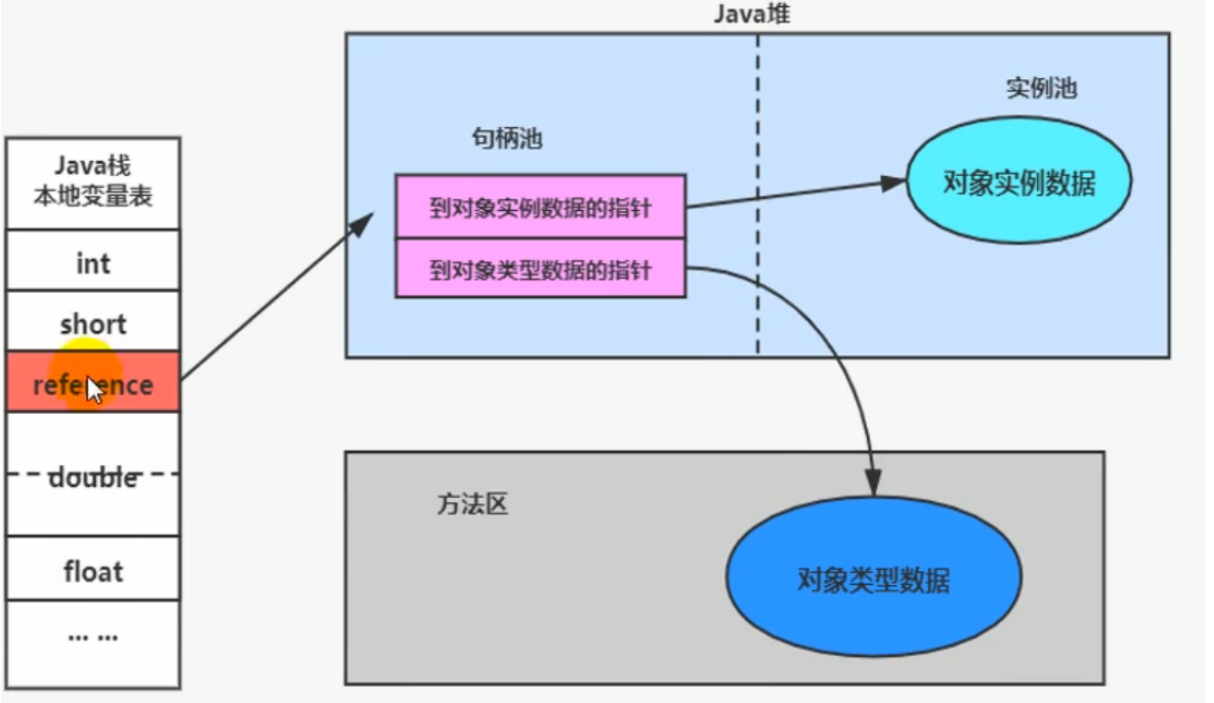 Java堆
实例池
句柄池
Java栈
本地变量表
到对象实例数据的指针
对象实例数据
int
到对象类型数据的指针
short
reference
double
方法区
float
对象类型数据
... ...